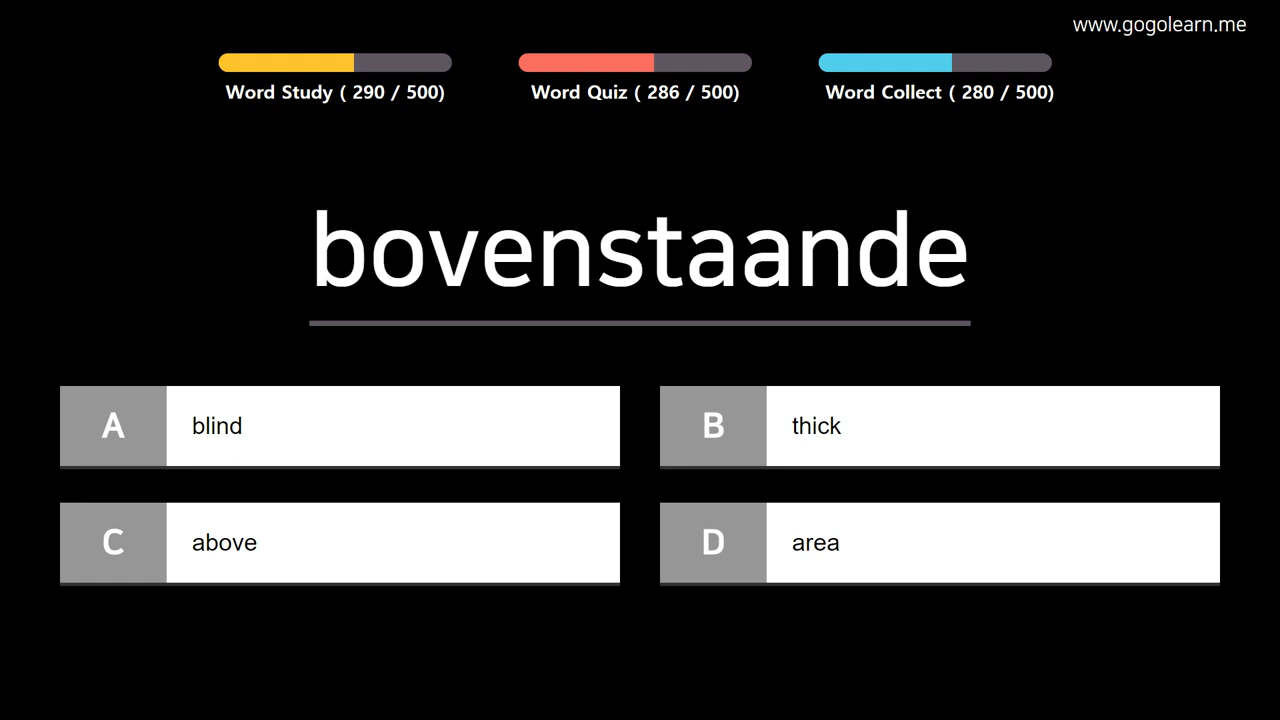 www.gogolearn.me
Word Study ( 290 / 500)
Word Quiz ( 286 / 500)
Word Collect ( 280 / 500)
bovenstaande
A blind
B thick
C above
D area